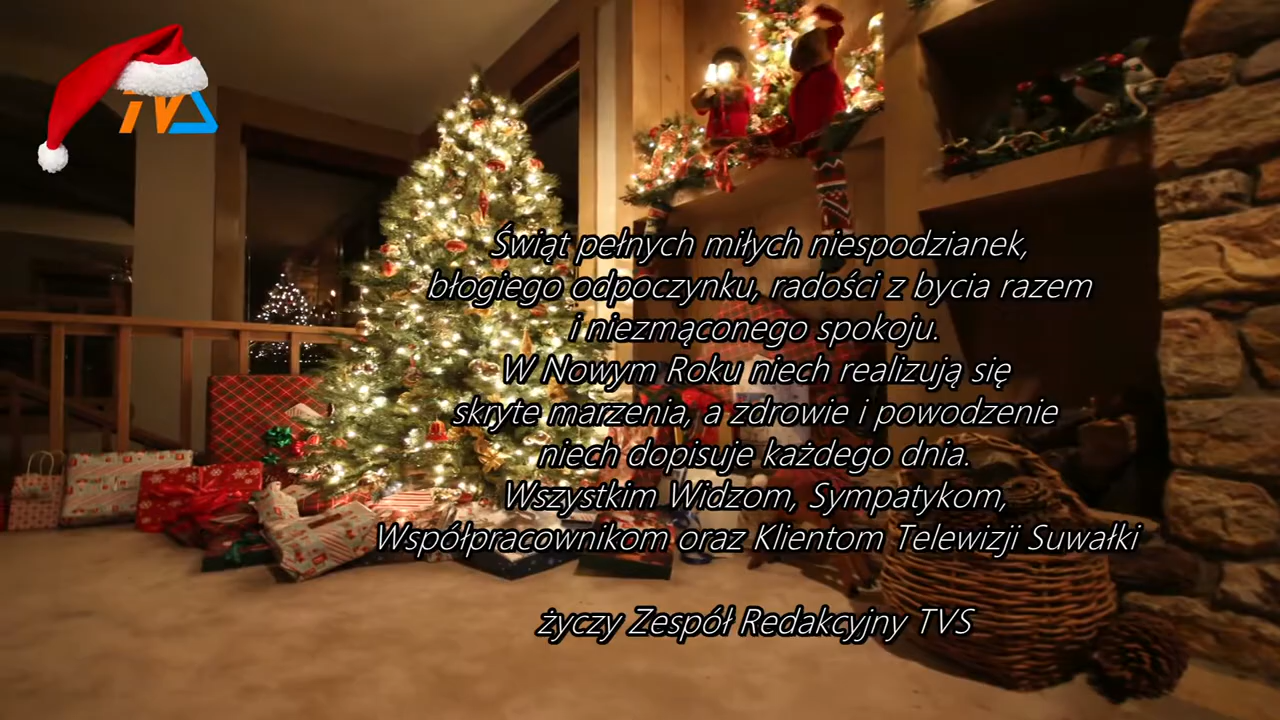 TVS
Świąt pełnych miłych niespodzianek,
błogiego odpoczynku, radości z bycia razem
i niezmąconego spokoju.
W Nowym Roku niech realizują się
skryte marzenia, a zdrowie i powodzenie
niech dopisuje każdego dnia.
Wszystkim Widzom, Sympatykom,
Współpracownikom oraz Klientom Telewizji Suwałki
życzy Zespół Redakcyjny TVS